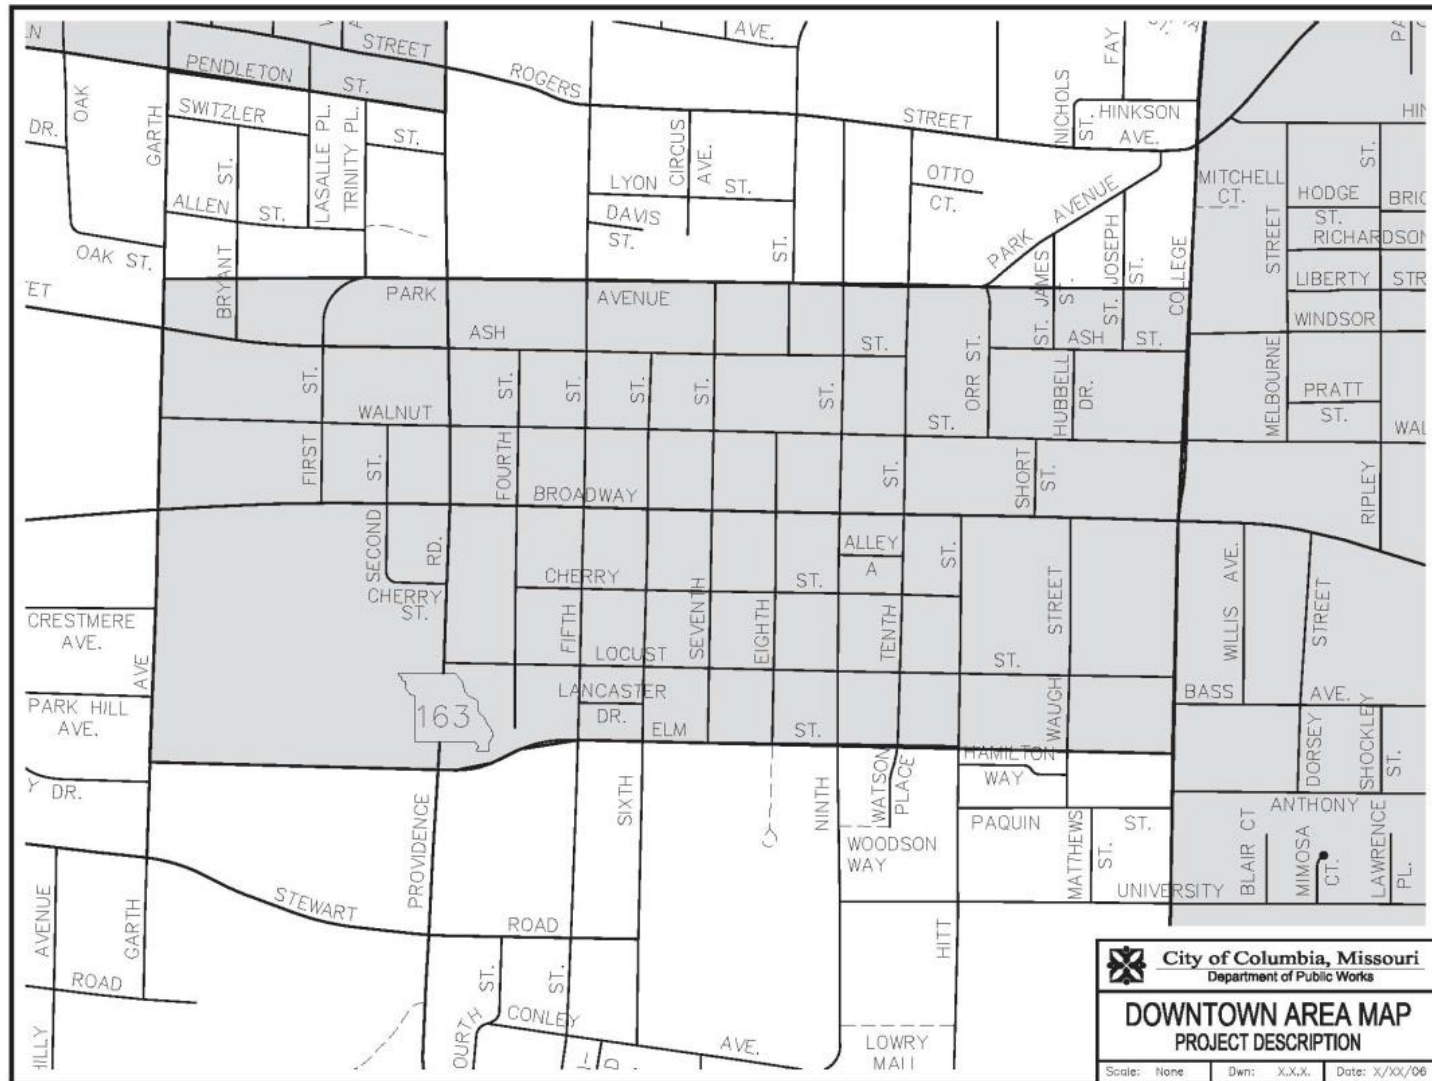 STREET
AVE.
ROGERS
PENDLETON
ST.
OAK
GARTH
SWITZLER
ST.
DR.
LASALLE PL.
TRINITY PL.
ST.
ALLEN
ST.
BRYANT
OAK ST.
CIRCUS
AVE.
LYON
ST.
DAVIS
ST.
ST.
STREET
NICHOLS
ST.
FAY
ST.
HINKSON
AVE.
OTTO
CT.
PARK AVENUE
ST. JAMES
ST.
ST. JOSEPH
ST.
COLLEGE
MITCHELL
CT.
STREET
HODGE
ST.
ST.
RICHARDSON
LIBERTY
WINDSOR
MELBOURNE
PRATT
ST.
PARK
AVENUE
ASH
ST.
ASH
ST.
ST.
ST.
ST.
ST.
ST.
ST.
ORR ST.
HUBBELL
DR.
WALNUT
ST.
FIRST
ST.
FOURTH
BROADWAY
ST.
SHORT
ST.
RIPLEY
SECOND
RD.
CHERRY
ST.
CHERRY
ST.
ALLEY
A
ST.
STREET
WILLIS AVE.
STREET
CRESTMERE
AVE.
AVE
FIFTH
SEVENTH
EIGHTH
TENTH
LOCUST
ST.
LANCASTER
DR.
ELM
ST.
163
WAUGH
BASS
AVE.
PARK HILL
AVE.
DORSEY
SHOCKLEY
ST.
Y DR.
PROVIDENCE
SIXTH
NINTH
WATSON
PLACE
HAMILTON
WAY
ANTHONY
PAQUIN
ST.
MATTHEWS
ST.
WOODSON
WAY
BLAIR CT
MIMOSA
CT.
LAWRENCE
PL.
UNIVERSITY
STEWART
ROAD
AVENUE
GARTH
ROAD
ST.
ST.
CONLEY
AVE.
HITT
LOWRY
MALL
City of Columbia, Missouri
Department of Public Works
DOWNTOWN AREA MAP
PROJECT DESCRIPTION
Scale: None
Dwn: X.X.X.
Date: X/XX/06